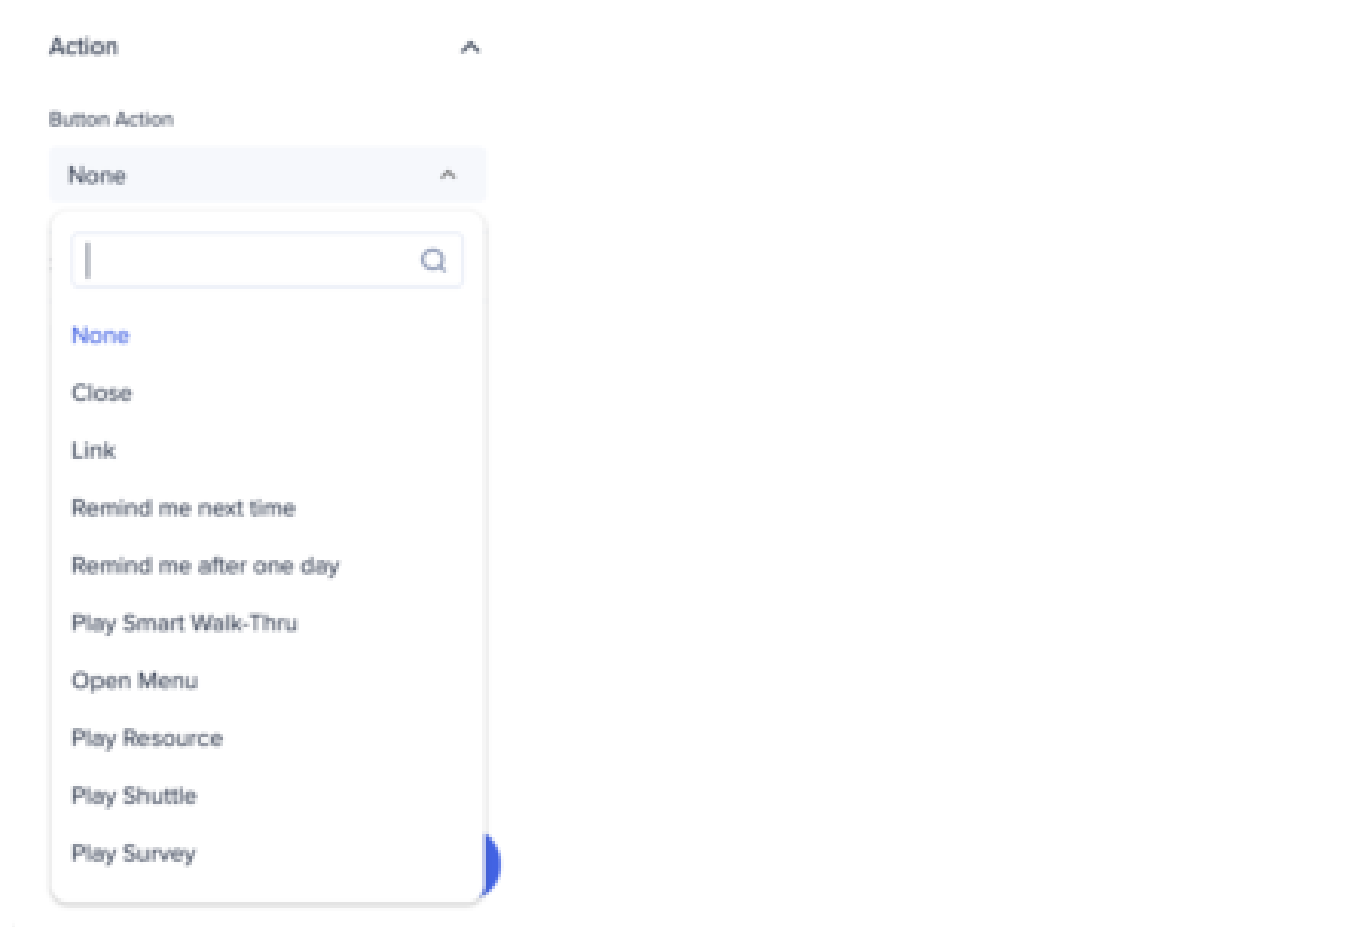 Action
Button Action
None
None
Close
Link
Remind me next time
Remind me after one day
Play Smart Walk-Thru
Open Menu
Play Resource
Play Shuttle
Play Survey